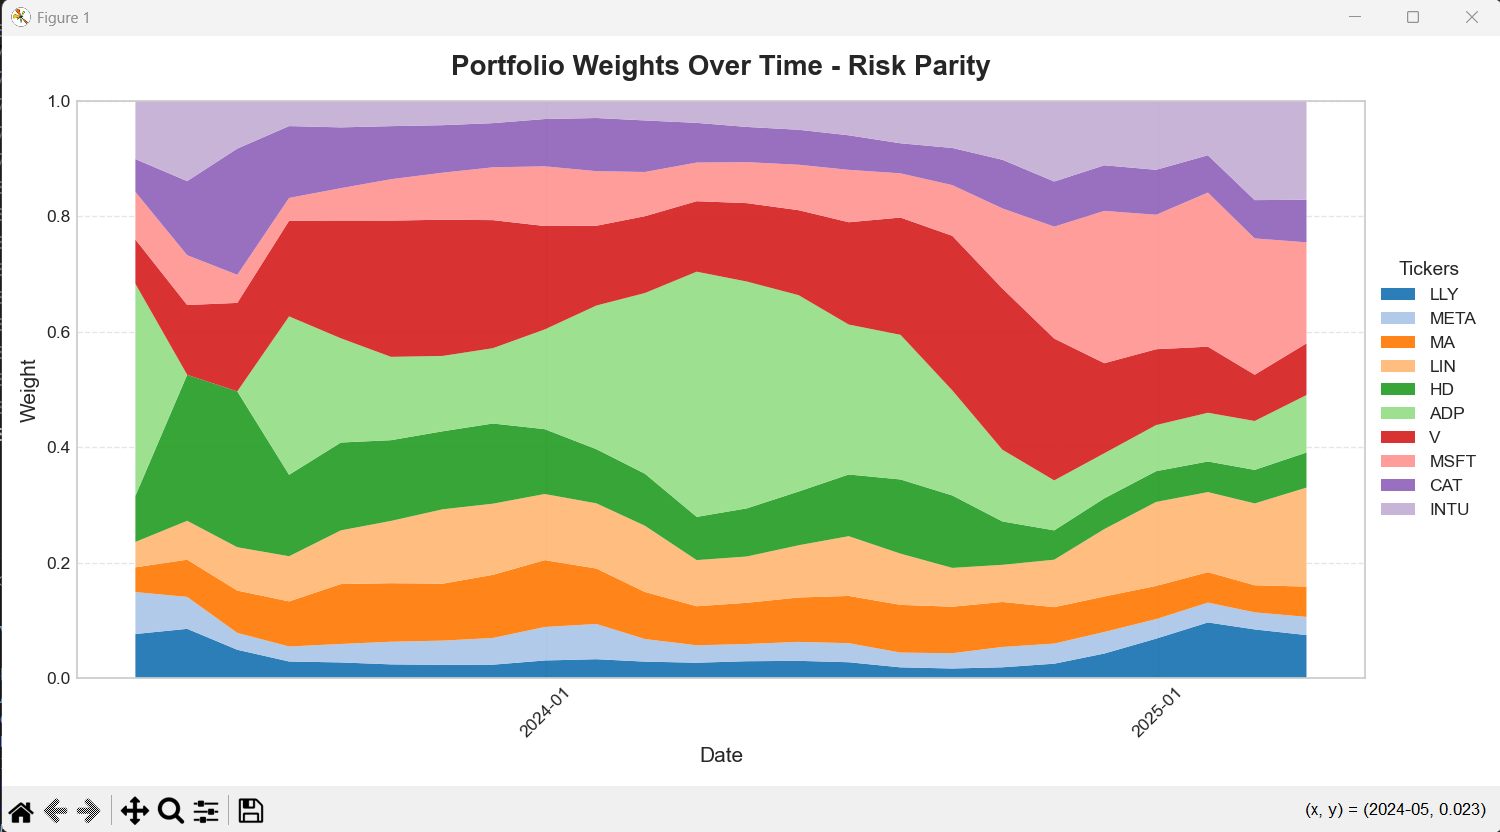 Figure 1
Portfolio Weights Over Time - Risk Parity
1.0
0.8
0.6
0.4
0.2
0.0
Weight
2024-01
2025-01
Date
Tickers
LLY
META
MA
LIN
HD
ADP
V
MSFT
CAT
INTU
(x, y) = (2024-05, 0.023)